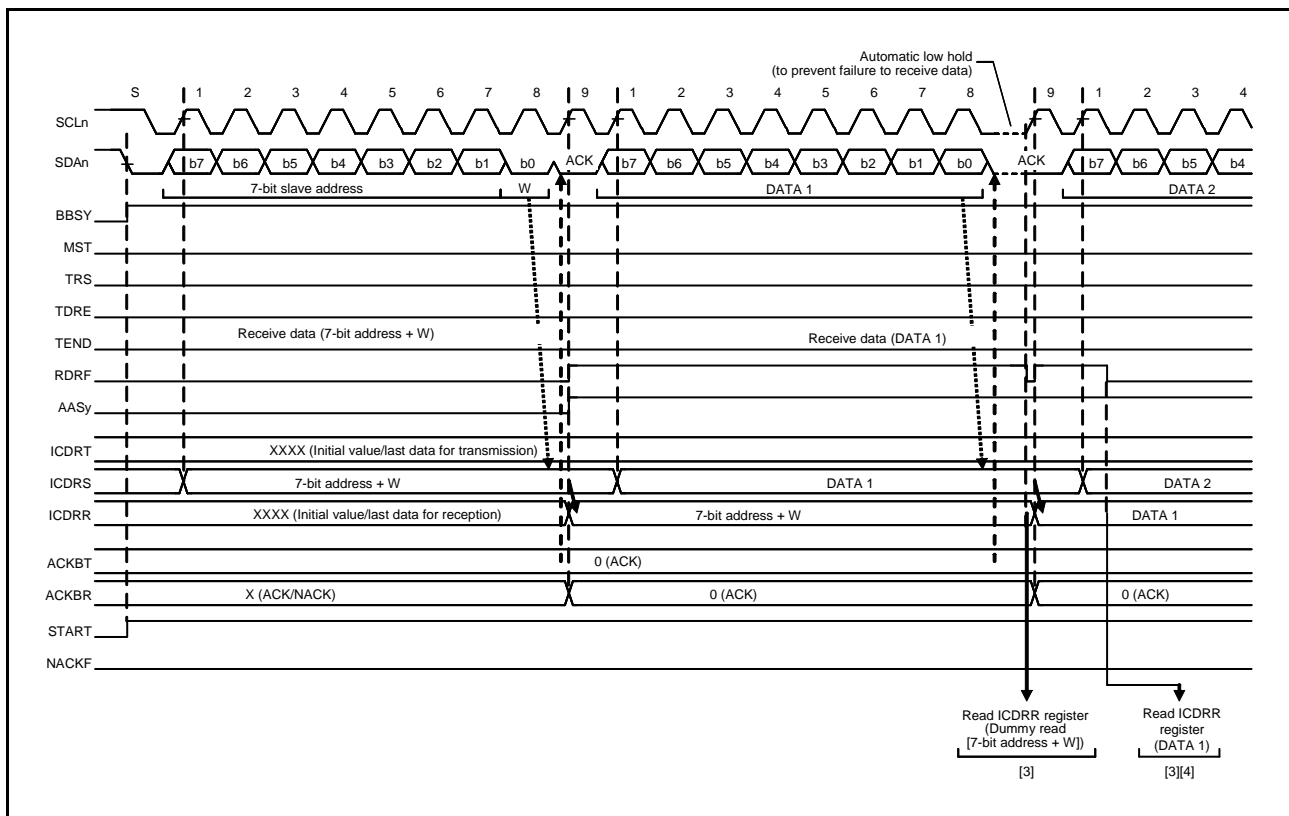 Automatic low hold
(to prevent failure to receive data)
S 1 2 3 4 5 6 7 8 9 1 2 3 4 5 6 7 8 9 1 2 3 4
SCLn
SDAn b7 b6 b5 b4 b3 b2 b1 b0 ACK b7 b6 b5 b4 b3 b2 b1 b0 ACK b7 b6 b5 b4
7-bit slave address W DATA 1 DATA 2
BBSY
MST
TRS
TDRE
Receive data (7-bit address + W) Receive data (DATA 1)
TEND
RDRF
AASy
ICDRT XXXX (Initial value/last data for transmission)
ICDRS 7-bit address + W DATA 1 DATA 2
ICDRR XXXX (Initial value/last data for reception) 7-bit address + W DATA 1
ACKBT 0 (ACK)
ACKBR X (ACK/NACK) 0 (ACK) 0 (ACK)
START
NACKF
Read ICDRR register
(Dummy read
[7-bit address + W])
[3]
Read ICDRR
register
(DATA 1)
[3][4]